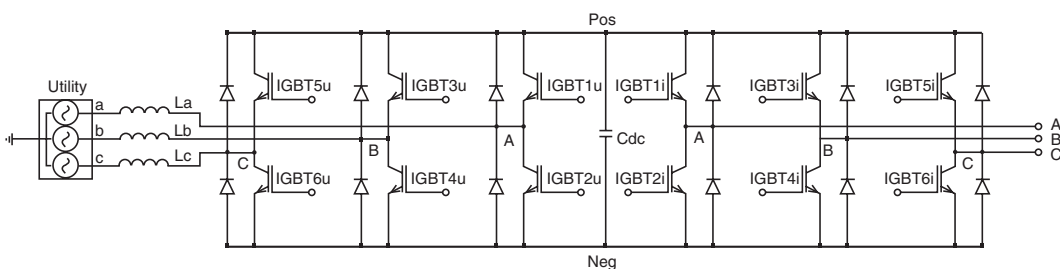 Pos
Utility
IGBT5u IGBT3u IGBT1u IGBT1i IGBT3i IGBT5i
a La
b Lb
c Lc
A
B
C
Cdc
A
B
C
A
B
C
IGBT6u IGBT4u IGBT2u IGBT2i IGBT4i IGBT6i
Neg